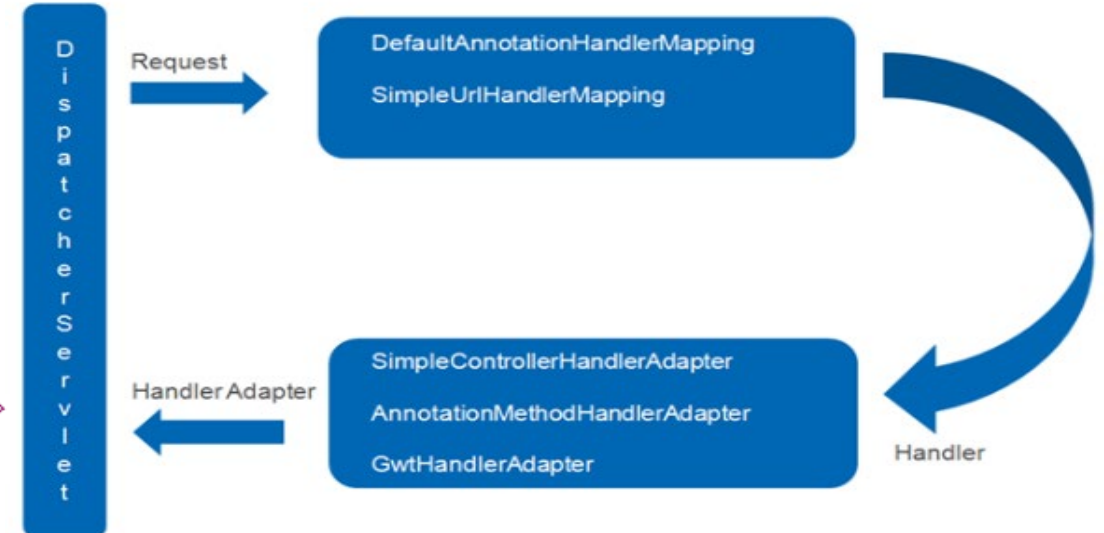 DispatcherServlet
Request
DefaultAnnotationHandlerMapping
SimpleUrlHandlerMapping
SimpleControllerHandlerAdapter
AnnotationMethodHandlerAdapter
GwtHandlerAdapter
Handler Adapter
Handler